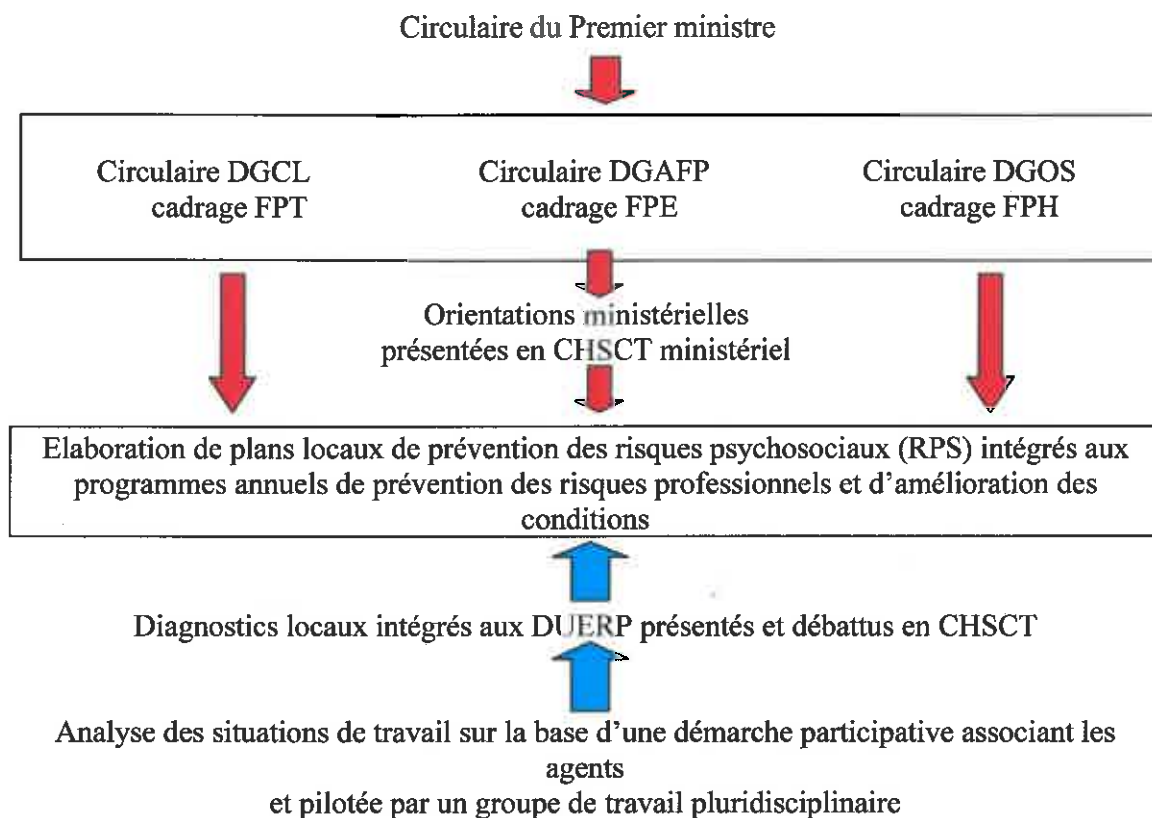 Circulaire du Premier ministre
Circulaire DGCL
cadrage FPT
Circulaire DGAFP
cadrage FPE
Circulaire DGOS
cadrage FPH
Orientations ministérielles
présentées en CHSCT ministériel
Elaboration de plans locaux de prévention des risques psychosociaux (RPS) intégrés aux
programmes annuels de prévention des risques professionnels et d'amélioration des
conditions
Diagnostics locaux intégrés aux DUERP présentés et débattus en CHSCT
Analyse des situations de travail sur la base d'une démarche participative associant les
agents
et pilotée par un groupe de travail pluridisciplinaire